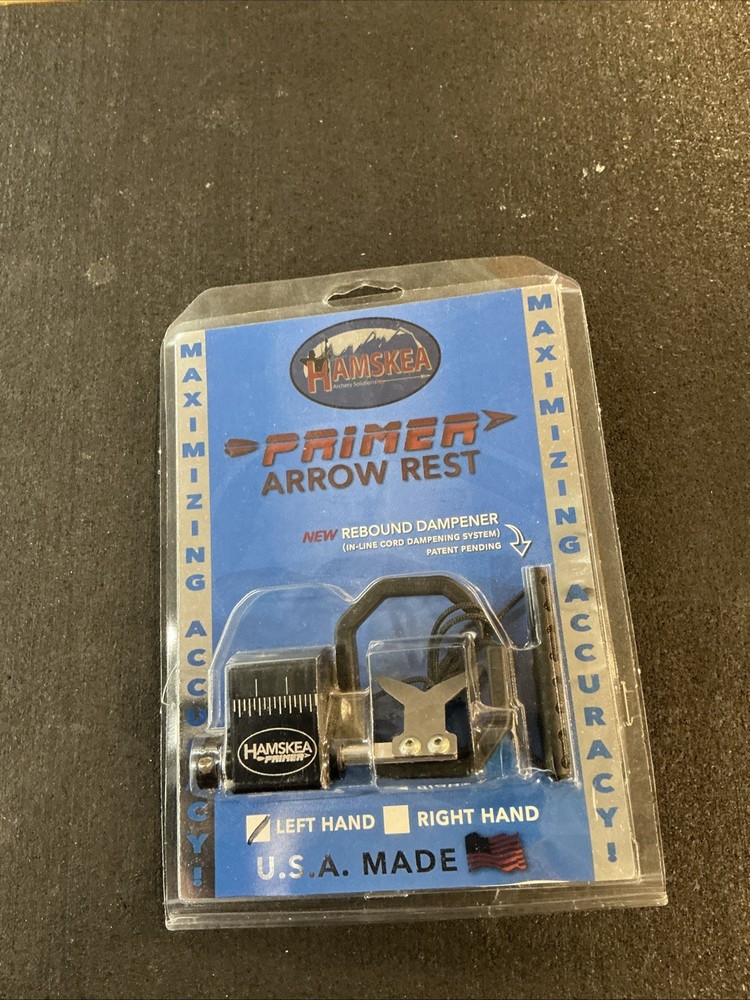 HAMSKEA
Archery Solutions
PRIMER
ARROW REST
NEW REBOUND DAMPENER
(IN-LINE CORD DAMPENING SYSTEM)
PATENT PENDING
MAXIMIZING ACCURACY!
MAXIMIZING ACCURACY!
HAMSKEA
PRIMER
LEFT HAND RIGHT HAND
U.S.A. MADE